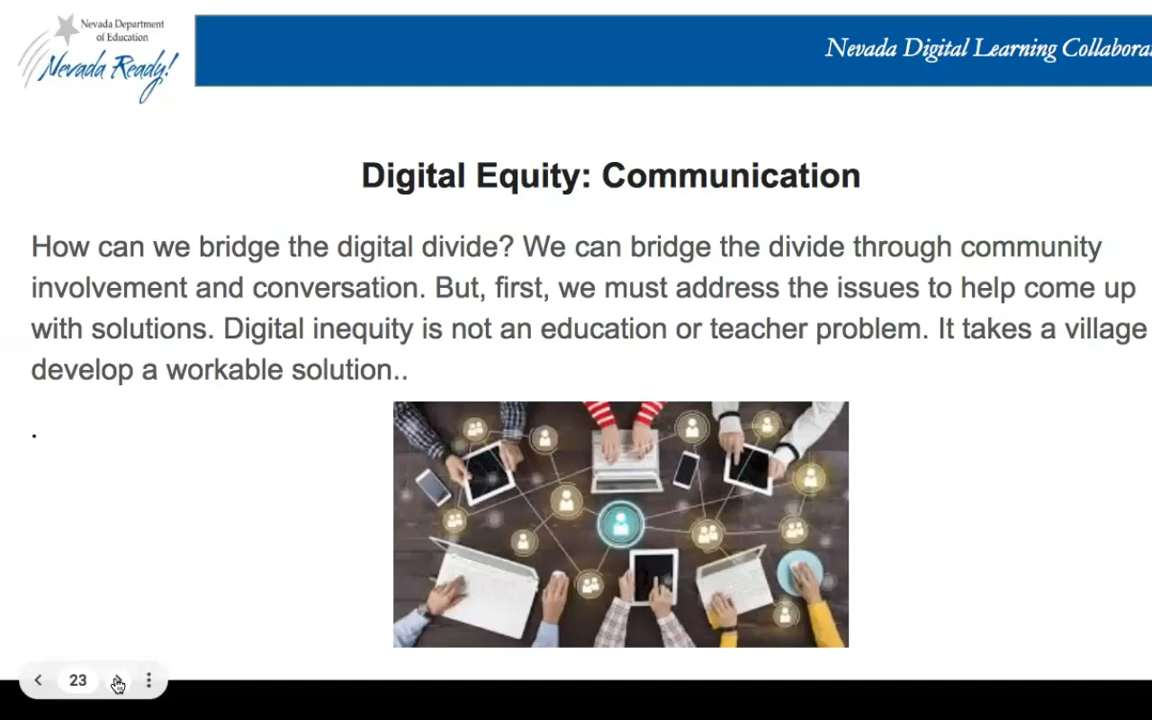 Nevada Department
of Education
Nevada Ready!
Nevada Digital Learning Collabora
Digital Equity: Communication
How can we bridge the digital divide? We can bridge the divide through community
involvement and conversation. But, first, we must address the issues to help come up
with solutions. Digital inequity is not an education or teacher problem. It takes a village
develop a workable solution..
.
23